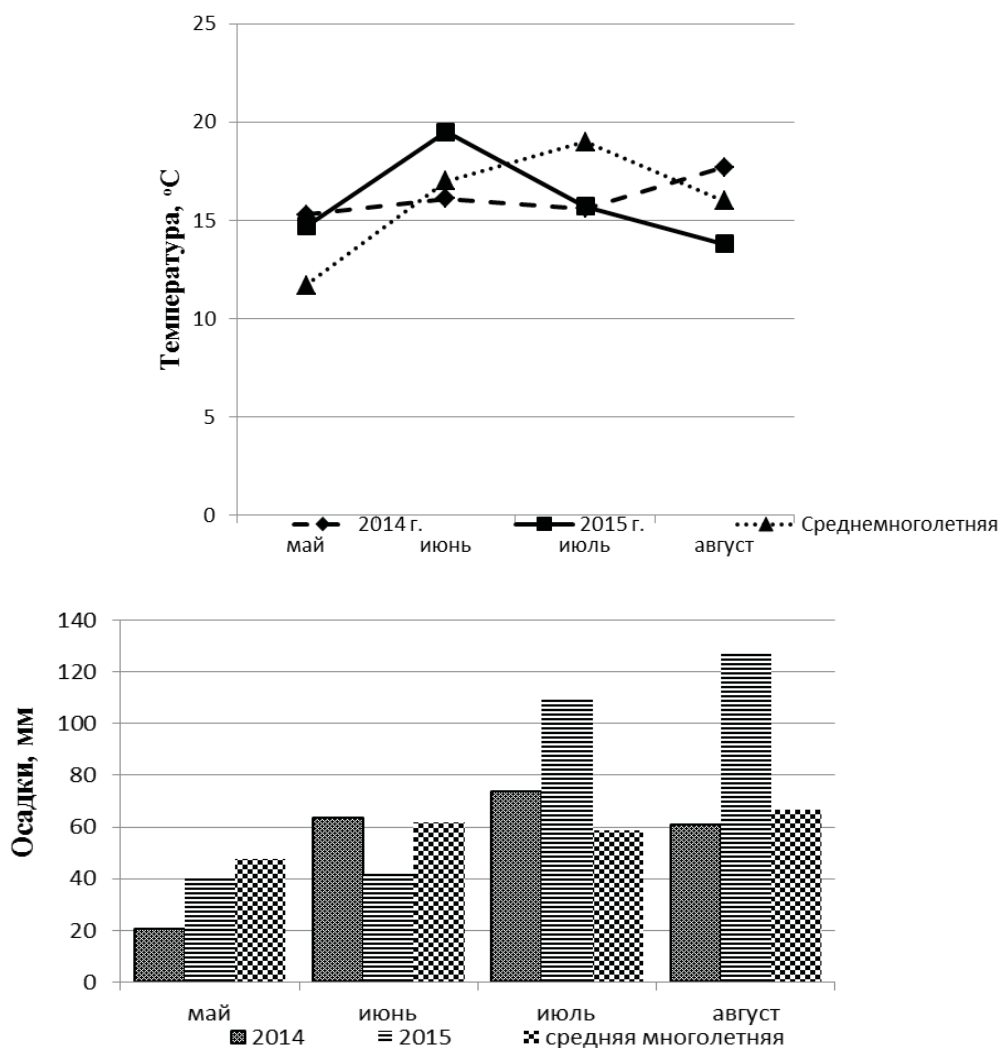 25
20
15
10
5
0
Температура, °С
2014 г. 2015 г. Среднемноголетняя
май июнь июль август
140
120
100
80
60
40
20
0
Осадки, мм
май июнь июль август
2014 2015 средняя многолетняя